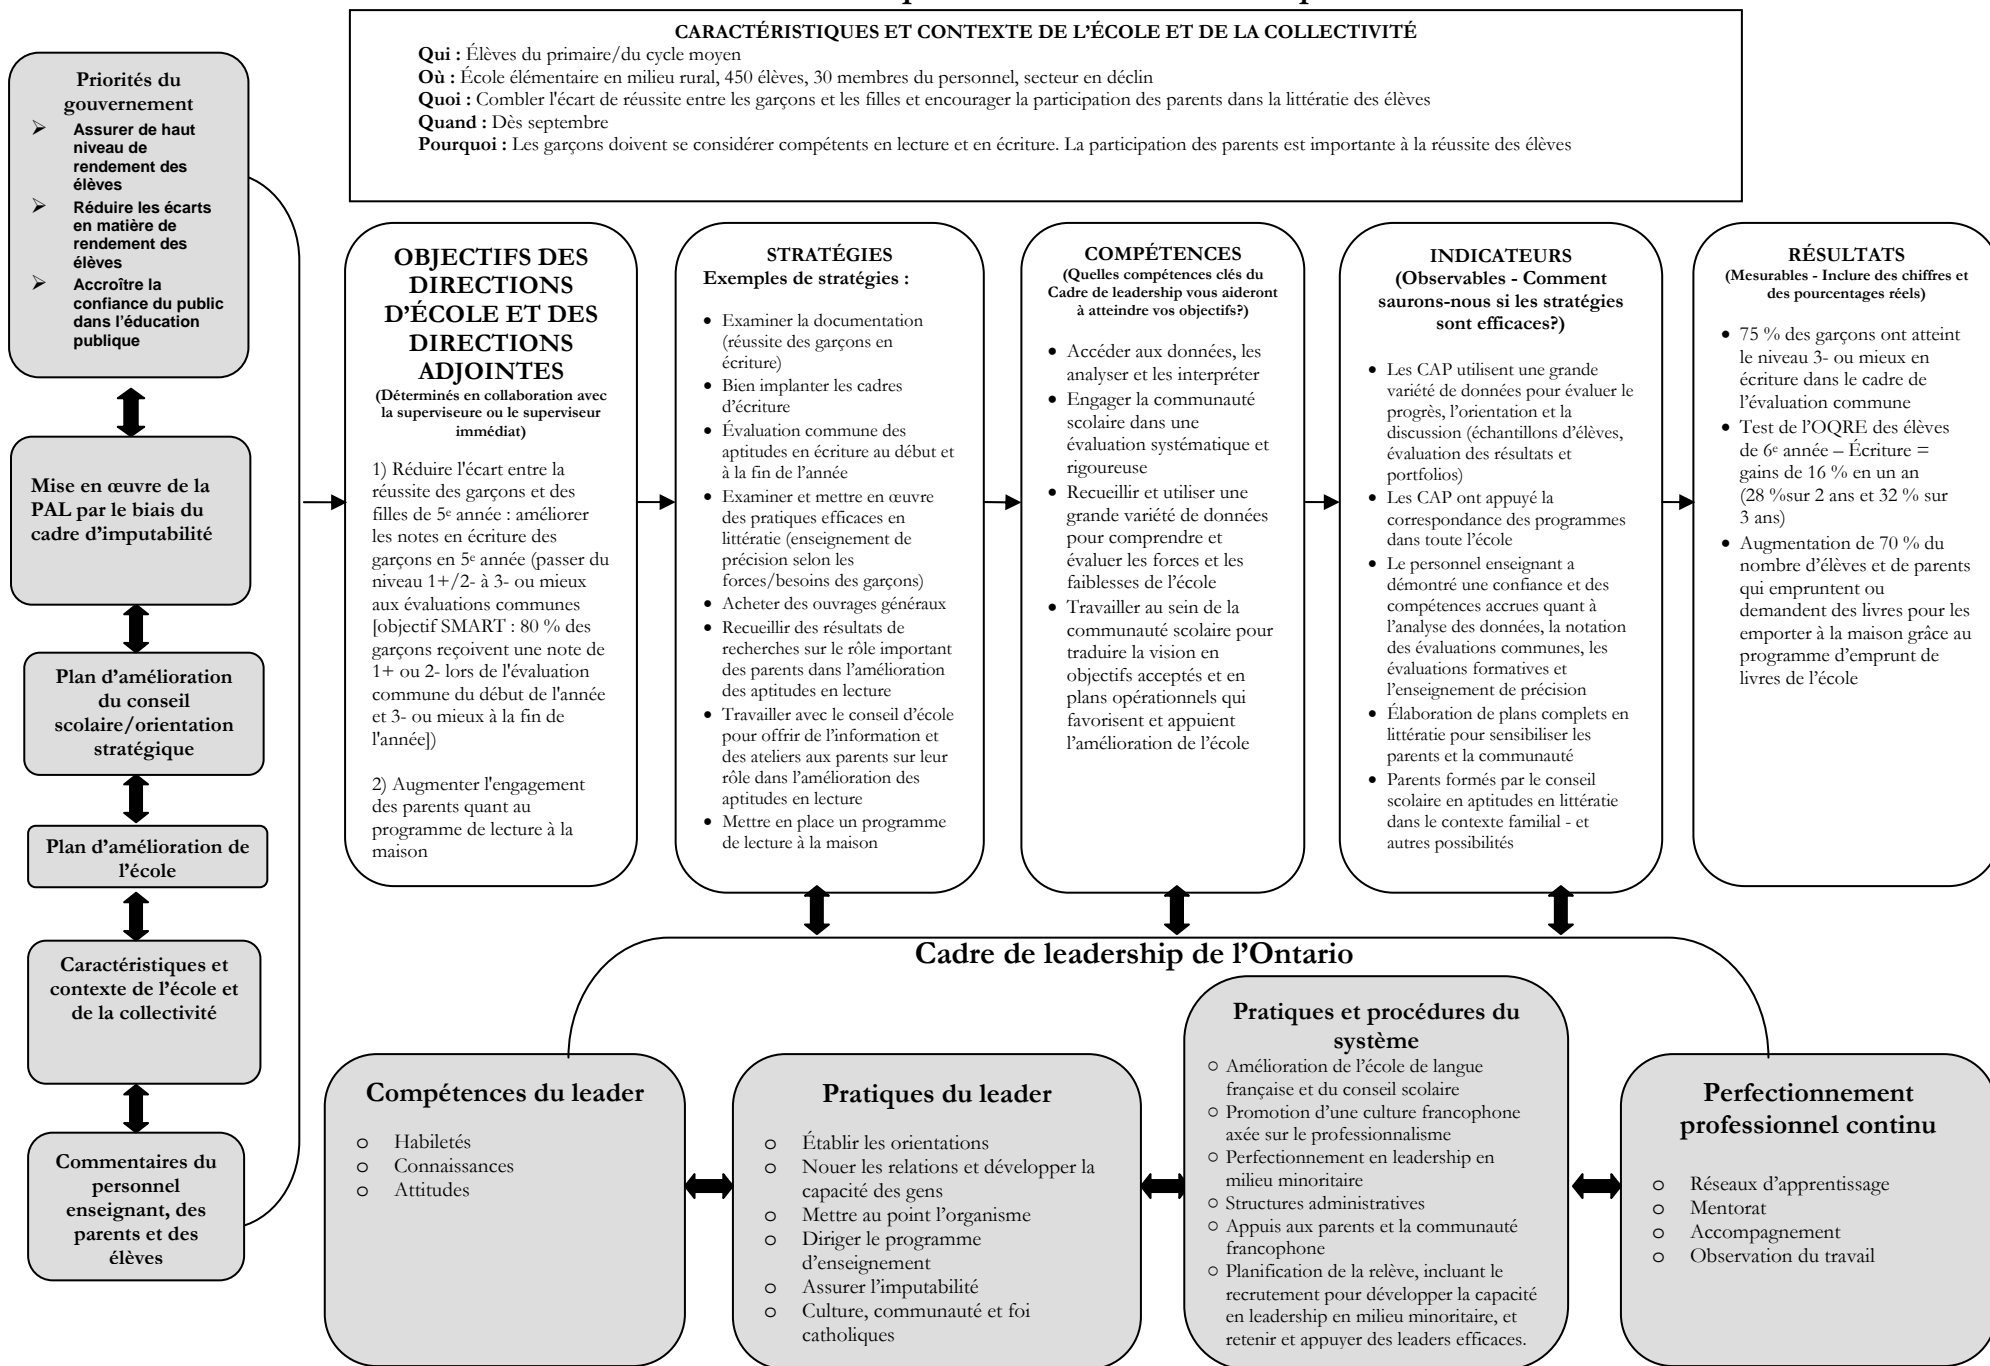 CARACTÉRISTIQUES ET CONTEXTE DE L'ÉCOLE ET DE LA COLLECTIVITÉ
Qui : Élèves du primaire/du cycle moyen
Où : École élémentaire en milieu rural, 450 élèves, 30 membres du personnel, secteur en déclin
Quoi : Combler l'écart de réussite entre les garçons et les filles et encourager la participation des parents dans la littératie des élèves
Quand : Dès septembre
Pourquoi : Les garçons doivent se considérer compétents en lecture et en écriture. La participation des parents est importante à la réussite des élèves
Priorités du
gouvernement
➢ Assurer de haut
niveau de
rendement des
élèves
➢ Réduire les écarts
en matière de
rendement des
élèves
➢ Accroître la
confiance du public
dans l'éducation
publique
Mise en œuvre de la
PAL par le biais du
cadre d'imputabilité
Plan d'amélioration
du conseil
scolaire/orientation
stratégique
Plan d'amélioration de
l'école
Caractéristiques et
contexte de l'école et
de la collectivité
Commentaires du
personnel
enseignant, des
parents et des
élèves
OBJECTIFS DES
DIRECTIONS
D'ÉCOLE ET DES
DIRECTIONS
ADJOINTES
(Déterminés en collaboration avec
la superviseure ou le superviseur
immédiat)
1) Réduire l'écart entre la
réussite des garçons et des
filles de 5e année : améliorer
les notes en écriture des
garçons en 5e année (passer du
niveau 1+/2- à 3- ou mieux
aux évaluations communes
[objectif SMART : 80 % des
garçons reçoivent une note de
1+ ou 2- lors de l'évaluation
commune du début de l'année
et 3- ou mieux à la fin de
l'année])
2) Augmenter l'engagement
des parents quant au
programme de lecture à la
maison
STRATÉGIES
Exemples de stratégies :
• Examiner la documentation
(réussite des garçons en
écriture)
• Bien implanter les cadres
d'écriture
• Évaluation commune des
aptitudes en écriture au début et
à la fin de l'année
• Examiner et mettre en œuvre
des pratiques efficaces en
littératie (enseignement de
précision selon les
forces/besoins des garçons)
• Acheter des ouvrages généraux
• Recueillir des résultats de
recherches sur le rôle important
des parents dans l'amélioration
des aptitudes en lecture
• Travailler avec le conseil d'école
pour offrir de l'information et
des ateliers aux parents sur leur
rôle dans l'amélioration des
aptitudes en lecture
• Mettre en place un programme
de lecture à la maison
COMPÉTENCES
(Quelles compétences clés du
Cadre de leadership vous aideront
à atteindre vos objectifs?)
• Accéder aux données, les
analyser et les interpréter
• Engager la communauté
scolaire dans une
évaluation systématique et
rigoureuse
• Recueillir et utiliser une
grande variété de données
pour comprendre et
évaluer les forces et les
faiblesses de l'école
• Travailler au sein de la
communauté scolaire pour
traduire la vision en
objectifs acceptés et en
plans opérationnels qui
favorisent et appuient
l'amélioration de l'école
INDICATEURS
(Observables - Comment
saurons-nous si les stratégies
sont efficaces?)
• Les CAP utilisent une grande
variété de données pour évaluer le
progrès, l'orientation et la
discussion (échantillons d'élèves,
évaluation des résultats et
portfolios)
• Les CAP ont appuyé la
correspondance des programmes
dans toute l'école
• Le personnel enseignant a
démontré une confiance et des
compétences accrues quant à
l'analyse des données, la notation
des évaluations communes, les
évaluations formatives et
l'enseignement de précision
• Élaboration de plans complets en
littératie pour sensibiliser les
parents et la communauté
• Parents formés par le conseil
scolaire en aptitudes en littératie
dans le contexte familial - et
autres possibilités
RÉSULTATS
(Mesurables - Inclure des chiffres et
des pourcentages réels)
• 75 % des garçons ont atteint
le niveau 3- ou mieux en
écriture dans le cadre de
l'évaluation commune
• Test de l'OQRE des élèves
de 6e année – Écriture =
gains de 16 % en un an
(28 %sur 2 ans et 32 % sur
3 ans)
• Augmentation de 70 % du
nombre d'élèves et de parents
qui empruntent ou
demandent des livres pour les
emporter à la maison grâce au
programme d'emprunt de
livres de l'école
Cadre de leadership de l'Ontario
Compétences du leader
o Habiletés
o Connaissances
o Attitudes
Pratiques du leader
o Établir les orientations
o Nouer les relations et développer la
capacité des gens
o Mettre au point l'organisme
o Diriger le programme
d'enseignement
o Assurer l'imputabilité
o Culture, communauté et foi
catholiques
Pratiques et procédures du
système
○ Amélioration de l'école de langue
française et du conseil scolaire
○ Promotion d'une culture francophone
axée sur le professionnalisme
○ Perfectionnement en leadership en
milieu minoritaire
○ Structures administratives
○ Appuis aux parents et la communauté
francophone
○ Planification de la relève, incluant le
recrutement pour développer la capacité
en leadership en milieu minoritaire, et
retenir et appuyer des leaders efficaces.
Perfectionnement
professionnel continu
o Réseaux d'apprentissage
o Mentorat
o Accompagnement
o Observation du travail